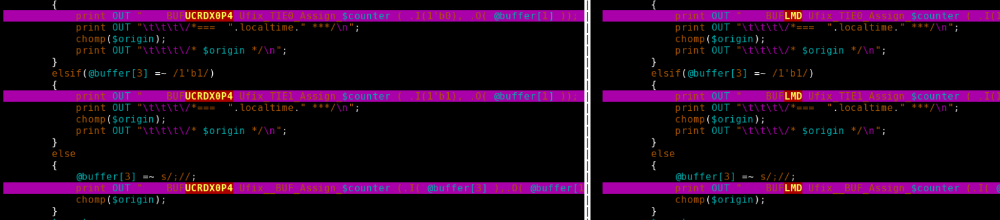 {
print OUT "    BUFUCRDX0P4 Ufix_TIE0_Assign_$counter ( .I(1'b0), .O( @buffer[1] ));
print OUT "\t\t\t\/*===  ".localtime." ***/\n";
chomp($origin);
print OUT "\t\t\t\/* $origin */\n";
}
elsif(@buffer[3] =~ /1'b1/)
{
print OUT "    BUFUCRDX0P4 Ufix_TIE1_Assign_$counter ( .I(1'b1), .O( @buffer[1] ));
print OUT "\t\t\t\/*===  ".localtime." ***/\n";
chomp($origin);
print OUT "\t\t\t\/* $origin */\n";
}
else
{
@buffer[3] =~ s/;//;
print OUT "    BUFUCRDX0P4 Ufix__BUF_Assign_$counter (.I( @buffer[3] ),.O( @buffer[1
chomp($origin);
}
{
print OUT "    BUFLMD Ufix_TIE0_Assign_$counter ( .I(1
print OUT "\t\t\t\/*===  ".localtime." ***/\n";
chomp($origin);
print OUT "\t\t\t\/* $origin */\n";
}
elsif(@buffer[3] =~ /1'b1/)
{
print OUT "    BUFLMD Ufix_TIE1_Assign_$counter ( .I(1
print OUT "\t\t\t\/*===  ".localtime." ***/\n";
chomp($origin);
print OUT "\t\t\t\/* $origin */\n";
}
else
{
@buffer[3] =~ s/;//;
print OUT "    BUFLMD Ufix__BUF_Assign_$counter (.I( @
chomp($origin);
}